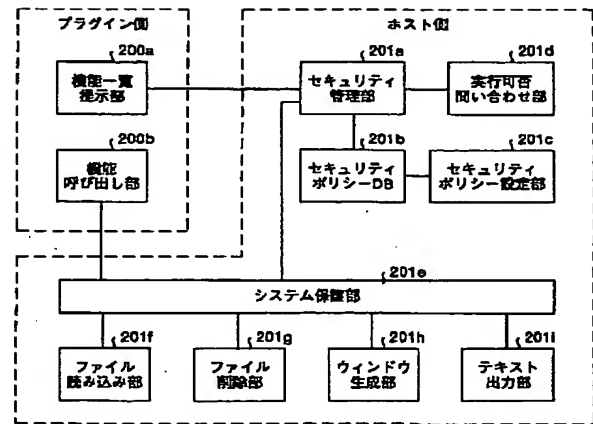 プラグイン側
ホスト側
200a
機能一覧
提示部
200b
機能
呼び出し部
201a
セキュリティ
管理部
201d
実行可否
問い合わせ部
201b
セキュリティ
ポリシーDB
201c
セキュリティ
ポリシー設定部
201e
システム保護部
201f
ファイル
読み込み部
201g
ファイル
削除部
201h
ウィンドウ
生成部
201i
テキスト
出力部